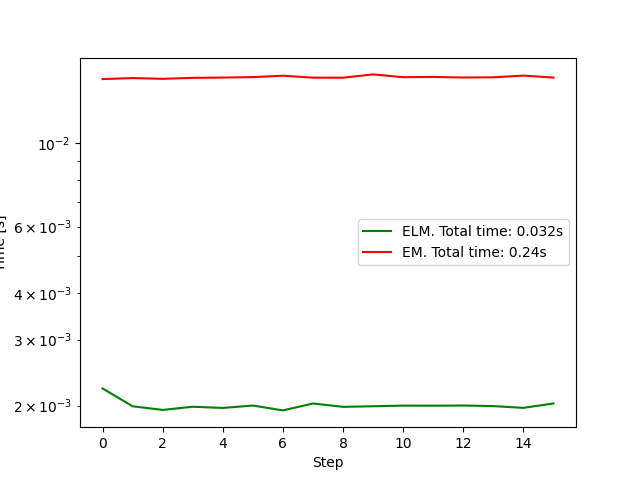 10⁻²
6 × 10⁻³
4 × 10⁻³
3 × 10⁻³
2 × 10⁻³
Time [s]
ELM. Total time: 0.032s
EM. Total time: 0.24s
0 2 4 6 8 10 12 14
Step